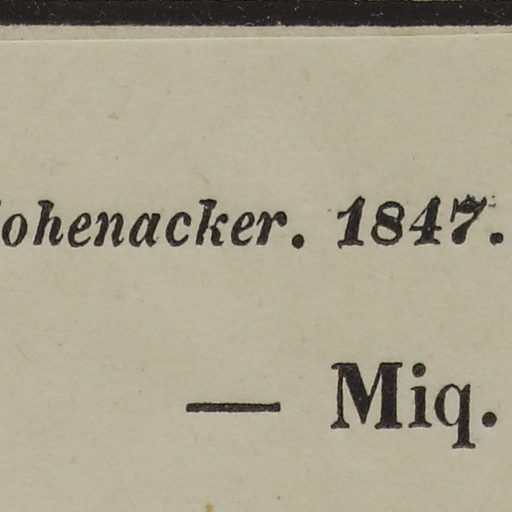 ohenacker. 1847.
— Miq.